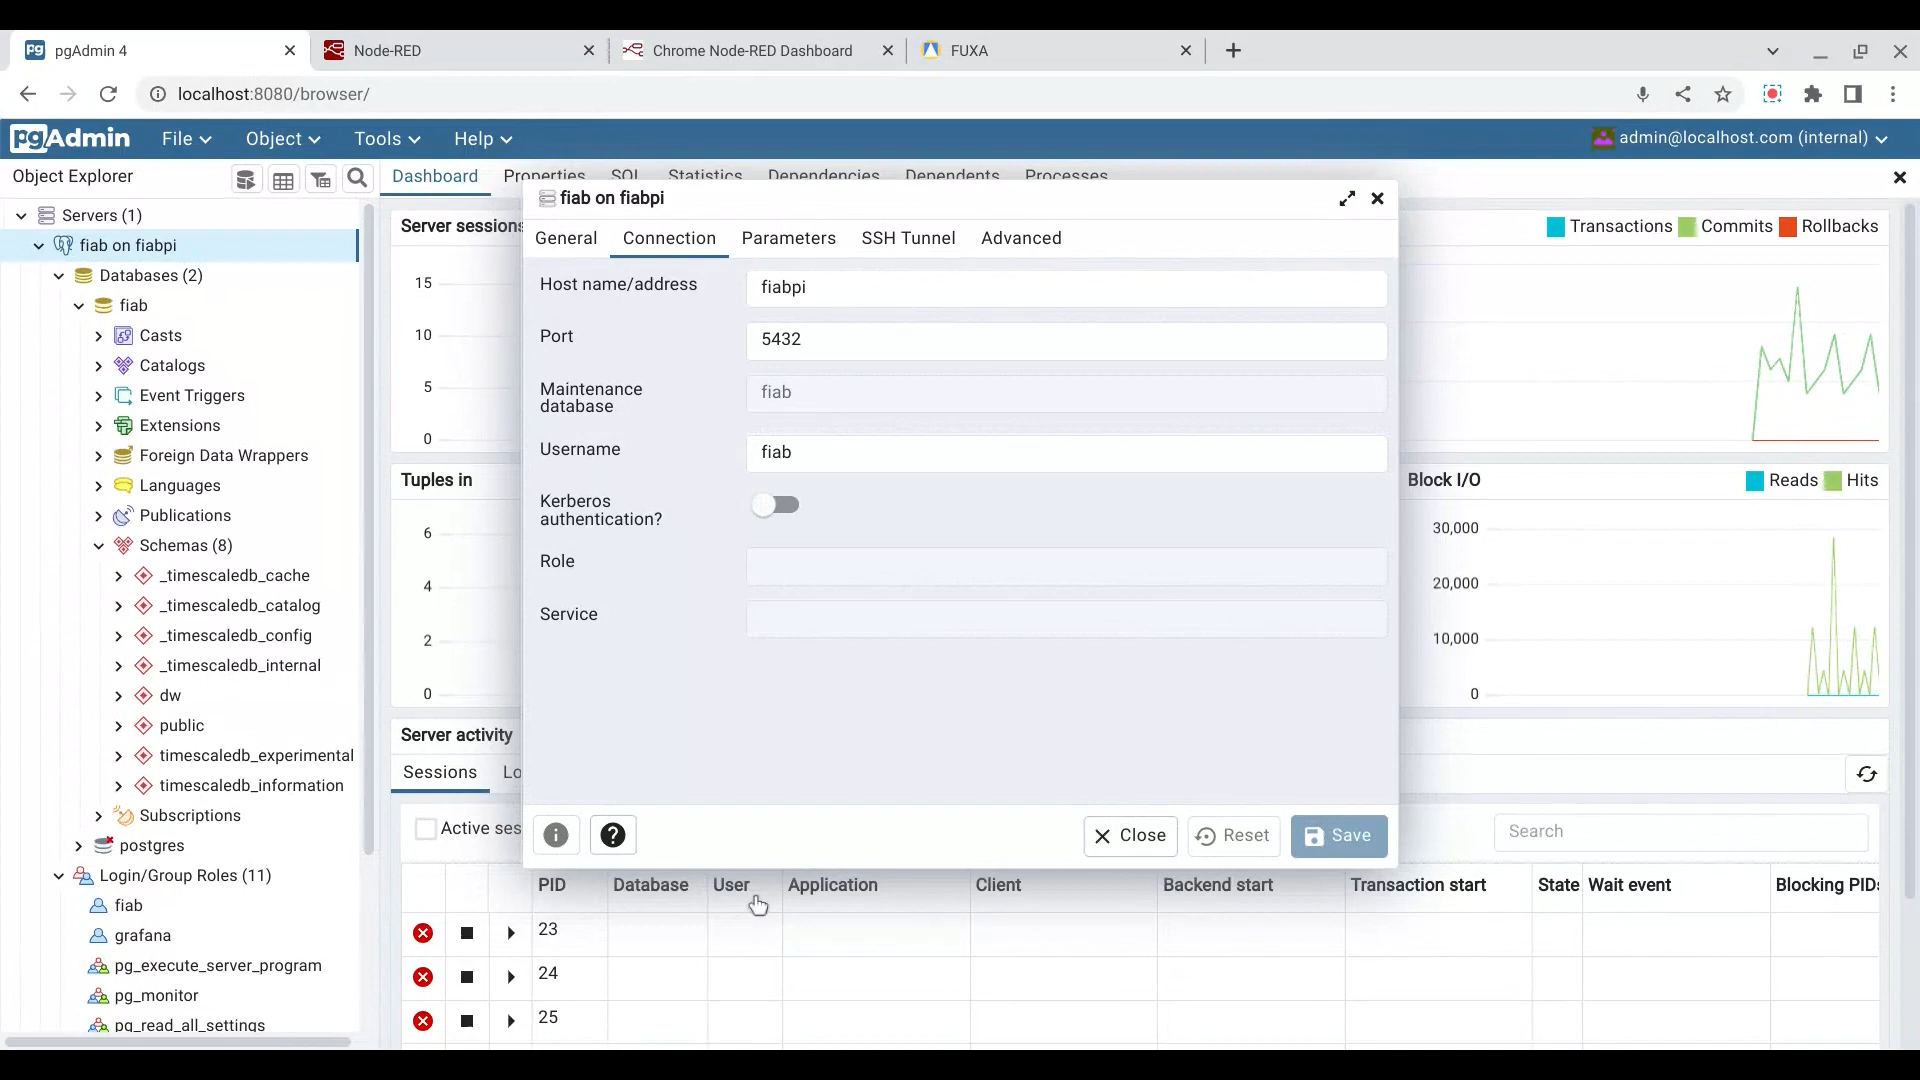 pgAdmin 4
Node-RED
Chrome Node-RED Dashboard
FUXA
localhost:8080/browser/
pgAdmin
File
Object
Tools
Help
admin@localhost.com (internal)
Object Explorer
Dashboard
Properties
SQL
Statistics
Dependencies
Dependents
Processes
Servers (1)
fiab on fiabpi
Databases (2)
fiab
Casts
Catalogs
Event Triggers
Extensions
Foreign Data Wrappers
Languages
Publications
Schemas (8)
_timescaledb_cache
_timescaledb_catalog
_timescaledb_config
_timescaledb_internal
dw
public
timescaledb_experimental
timescaledb_information
Subscriptions
postgres
Login/Group Roles (11)
fiab
grafana
pg_execute_server_program
pg_monitor
pg_read_all_settings
Server sessions
15
10
5
0
Transactions
Commits
Rollbacks
Tuples in
6
4
2
0
Block I/O
Reads
Hits
30,000
20,000
10,000
0
fiab on fiabpi
General
Connection
Parameters
SSH Tunnel
Advanced
Host name/address
fiabpi
Port
5432
Maintenance
database
fiab
Username
fiab
Kerberos
authentication?
Role
Service
Close
Reset
Save
Server activity
Sessions
Lo
Active ses
Search
PID
Database
User
Application
Client
Backend start
Transaction start
State
Wait event
Blocking PIDs
23
24
25